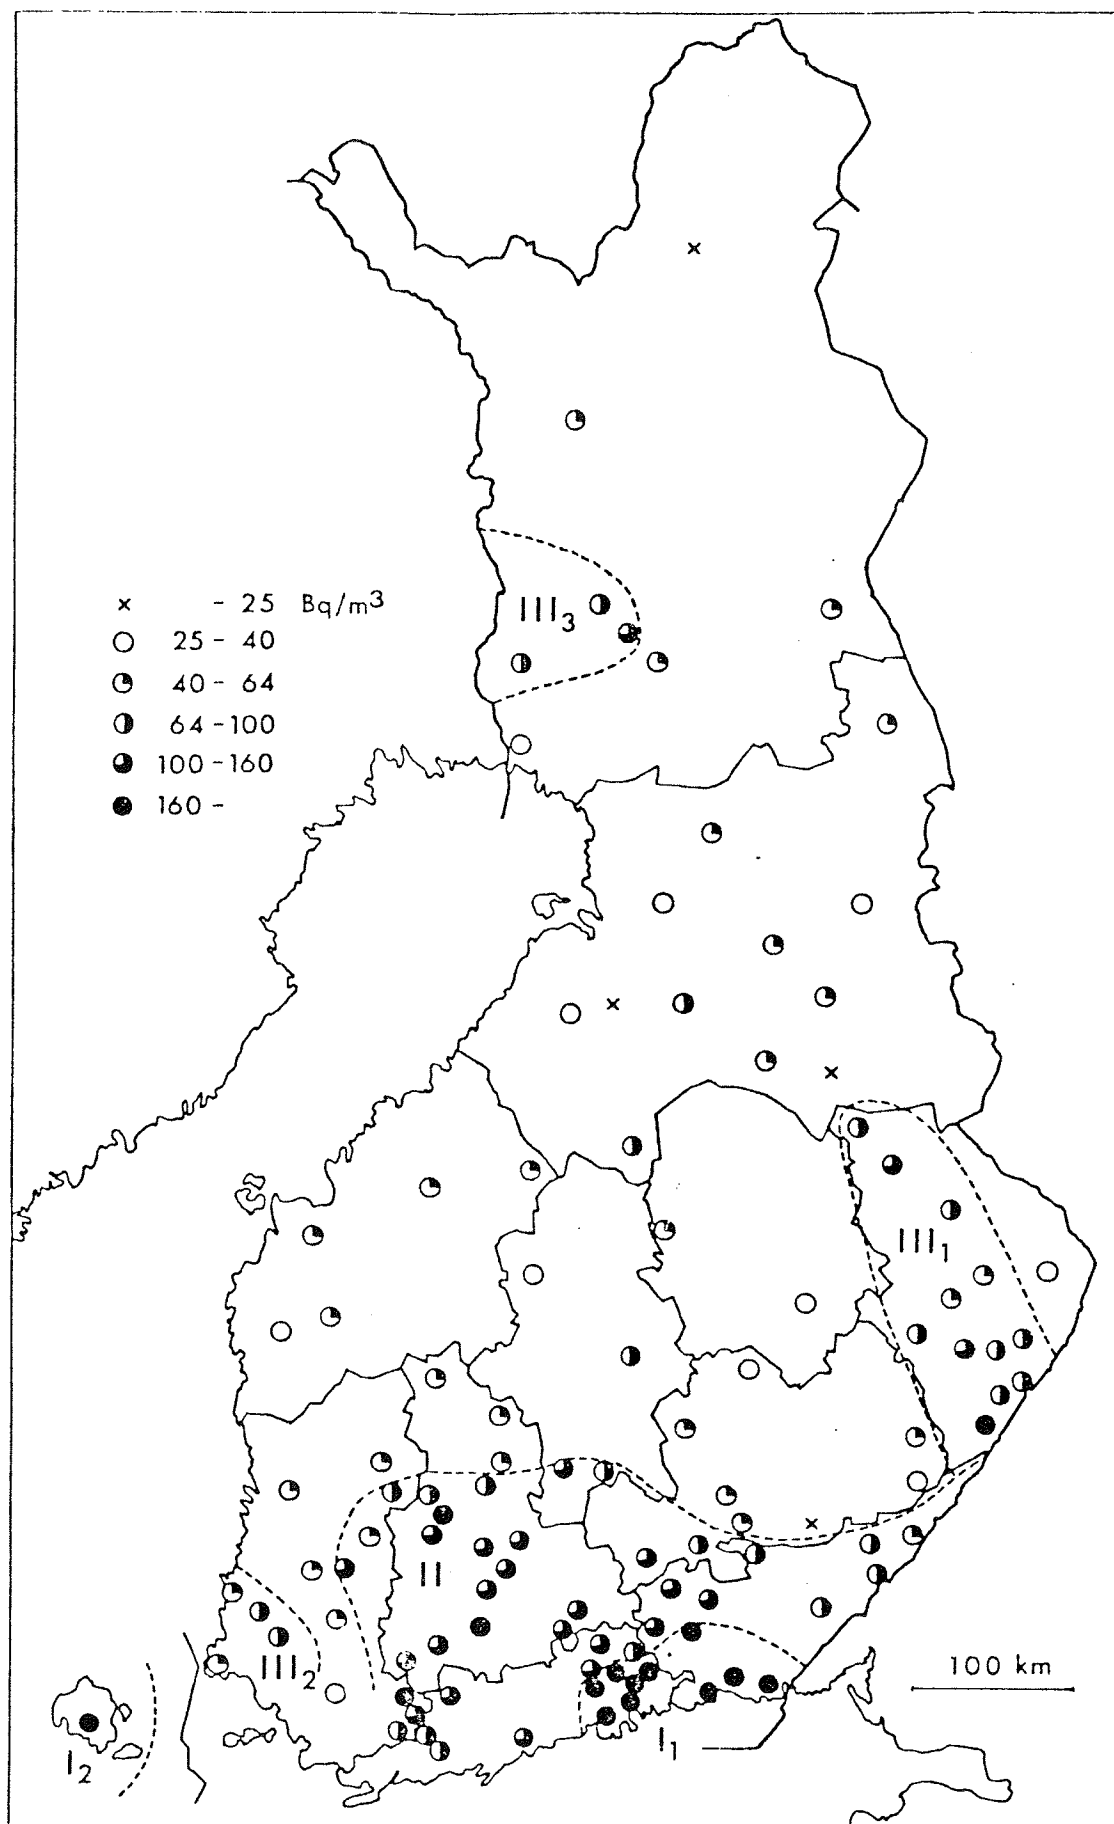 III₃
× - 25 Bq/m³
25 - 40
40 - 64
64 - 100
100 - 160
160 -
III₁
II
III₂
100 km
I₂
I₁